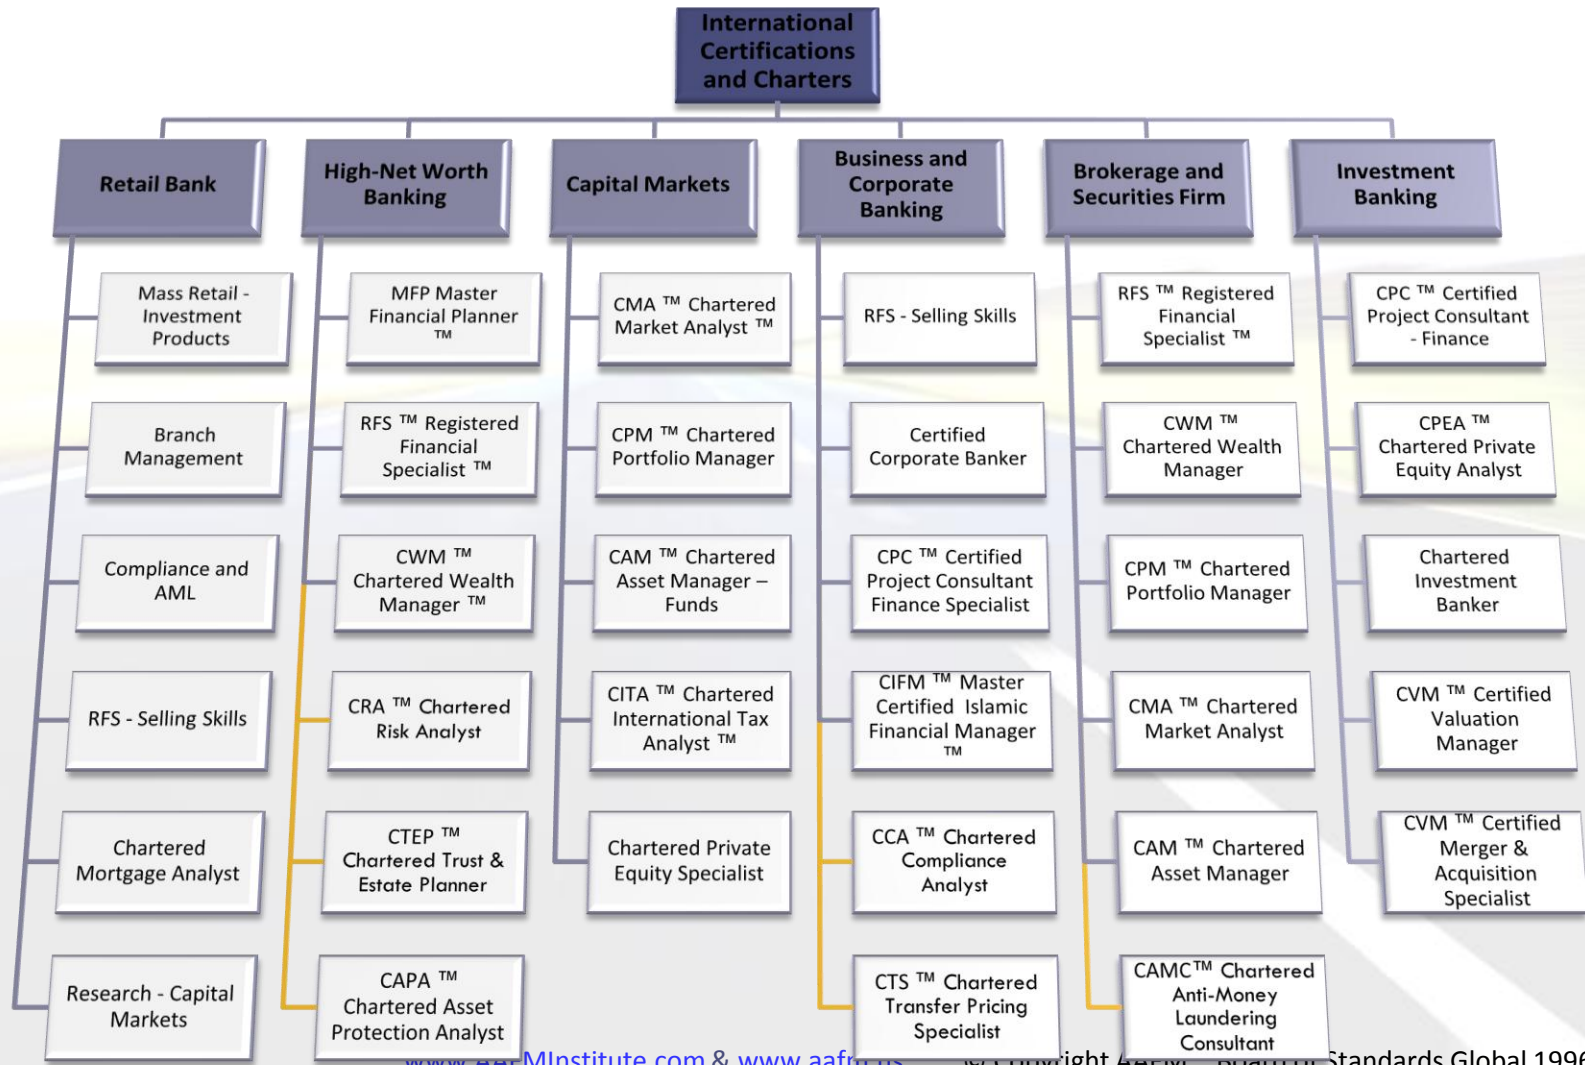 International
Certifications
and Charters
Retail Bank
High-Net Worth
Banking
Capital Markets
Business and
Corporate
Banking
Brokerage and
Securities Firm
Investment
Banking
Mass Retail -
Investment
Products
Branch
Management
Compliance and
AML
RFS - Selling Skills
Chartered
Mortgage Analyst
Research - Capital
Markets
MFP Master
Financial Planner
™
RFS ™ Registered
Financial
Specialist ™
CWM ™
Chartered Wealth
Manager ™
CRA ™ Chartered
Risk Analyst
CTEP ™
Chartered Trust &
Estate Planner
CAPA ™
Chartered Asset
Protection Analyst
CMA ™ Chartered
Market Analyst ™
CPM ™ Chartered
Portfolio Manager
CAM ™ Chartered
Asset Manager –
Funds
CITA ™ Chartered
International Tax
Analyst ™
Chartered Private
Equity Specialist
RFS - Selling Skills
Certified
Corporate Banker
CPC ™ Certified
Project Consultant
Finance Specialist
CIFM ™ Master
Certified Islamic
Financial Manager
™
CCA ™ Chartered
Compliance
Analyst
CTS ™ Chartered
Transfer Pricing
Specialist
RFS ™ Registered
Financial
Specialist ™
CWM ™
Chartered Wealth
Manager
CPM ™ Chartered
Portfolio Manager
CMA ™ Chartered
Market Analyst
CAM ™ Chartered
Asset Manager
CAMC™ Chartered
Anti-Money
Laundering
Consultant
CPC ™ Certified
Project Consultant
- Finance
CPEA ™
Chartered Private
Equity Analyst
Chartered
Investment
Banker
CVM ™ Certified
Valuation
Manager
CVM ™ Certified
Merger &
Acquisition
Specialist
& © Copyright Standards Global 1996